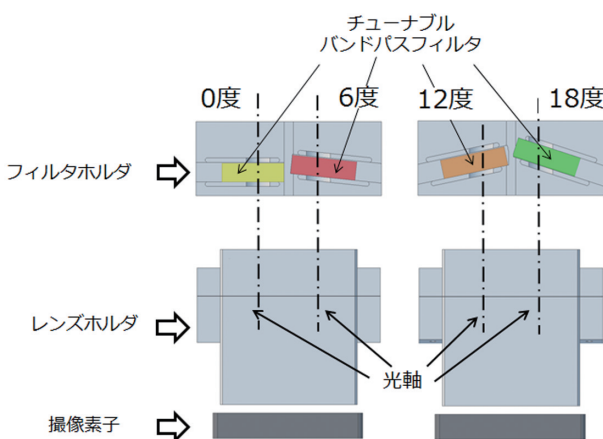 チューナブル
バンドパスフィルタ
0度
6度
12度
18度
フィルタホルダ
レンズホルダ
光軸
撮像素子